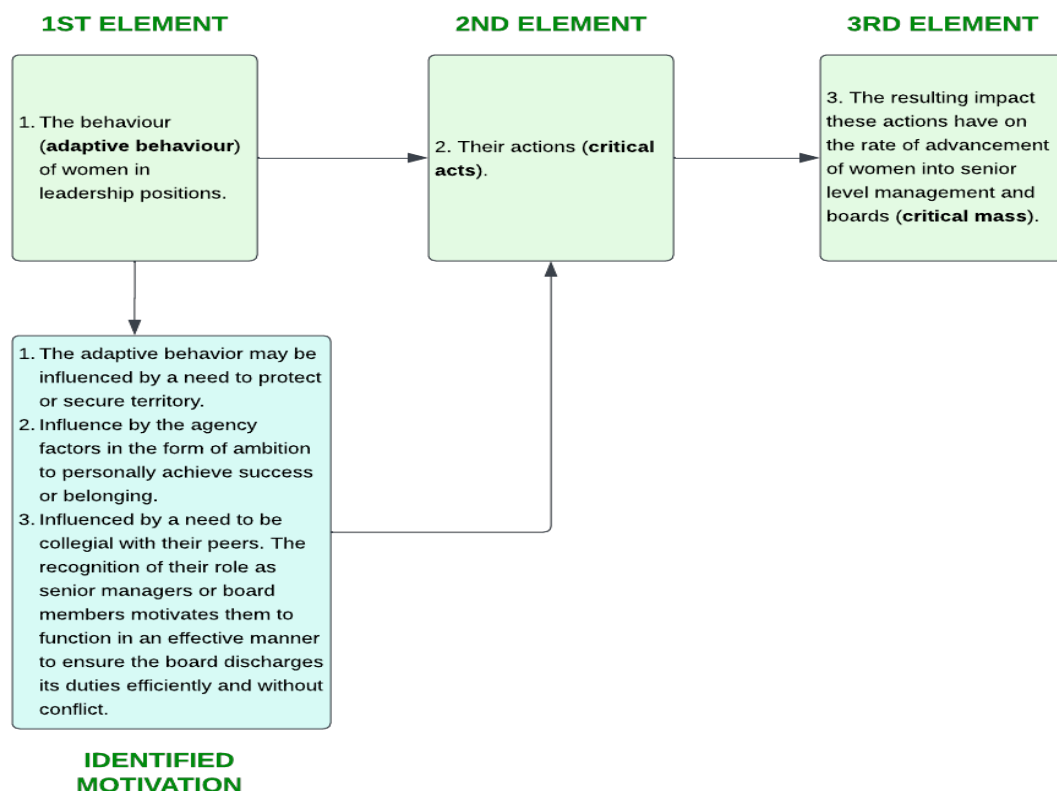 1ST ELEMENT
2ND ELEMENT
3RD ELEMENT
1. The behaviour
(adaptive behaviour)
of women in
leadership positions.
2. Their actions (critical
acts).
3. The resulting impact
these actions have on
the rate of advancement
of women into senior
level management and
boards (critical mass).
1. The adaptive behavior may be
influenced by a need to protect
or secure territory.
2. Influence by the agency
factors in the form of ambition
to personally achieve success
or belonging.
3. Influenced by a need to be
collegial with their peers. The
recognition of their role as
senior managers or board
members motivates them to
function in an effective manner
to ensure the board discharges
its duties efficiently and without
conflict.
IDENTIFIED
MOTIVATION